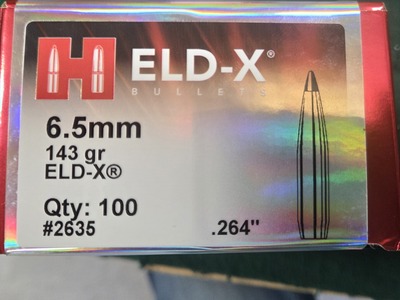 H ELD-X®
BULLETS
6.5mm
143 gr
ELD-X®
Qty: 100
#2635 .264"